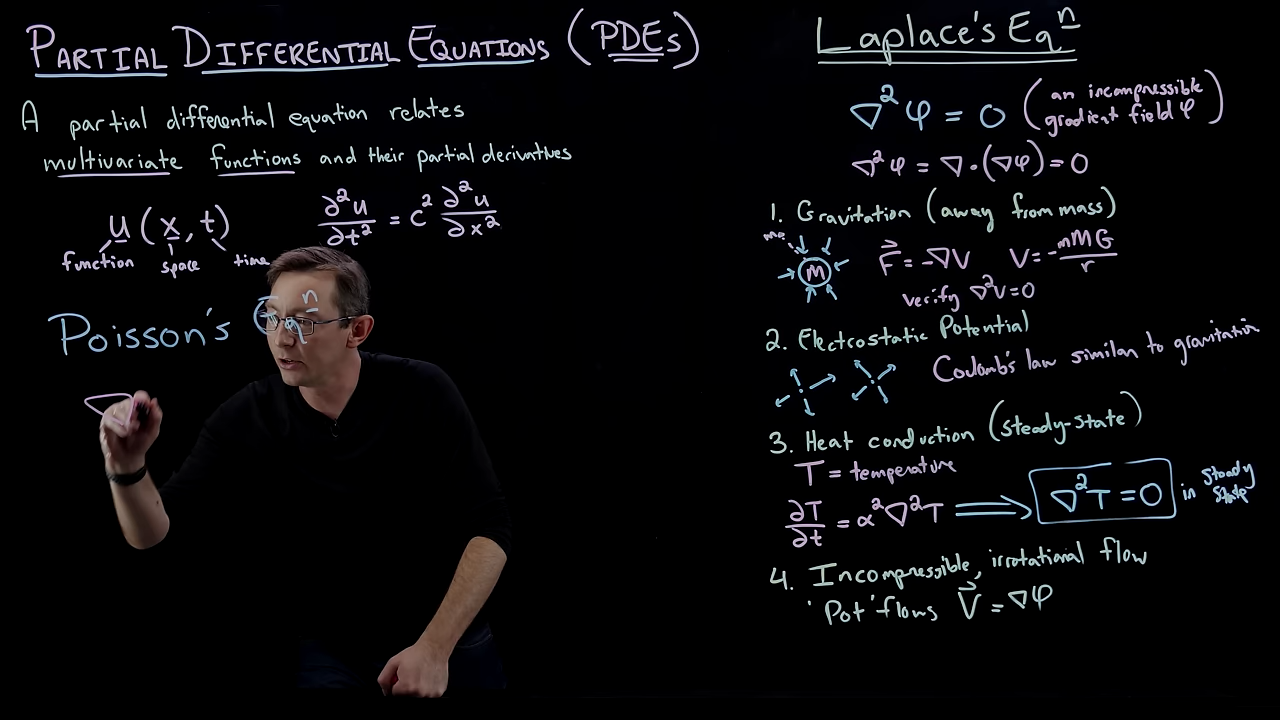 PARTIAL DIFFERENTIAL EQUATIONS (PDEs)
A partial differential equation relates
multivariate functions and their partial derivatives
u(x, t)
function space time
∂²u/∂t² = c² ∂²u/∂x²
Poisson's Eqⁿ
∇
Laplace's Eqⁿ
∇²φ = 0 (an incompressible
gradient field φ)
∇²φ = ∇·(∇φ) = 0
1. Gravitation (away from mass)
M
F⃗ = -∇V V = -mMG/r
verify ∇²V = 0
2. Electrostatic Potential
Coulomb's law similar to gravitation
3. Heat conduction (steady-state)
T = temperature
∂T/∂t = α²∇²T ⟹ ∇²T = 0 in steady
state
4. Incompressible, irrotational flow
'Pot' flows V⃗ = ∇φ